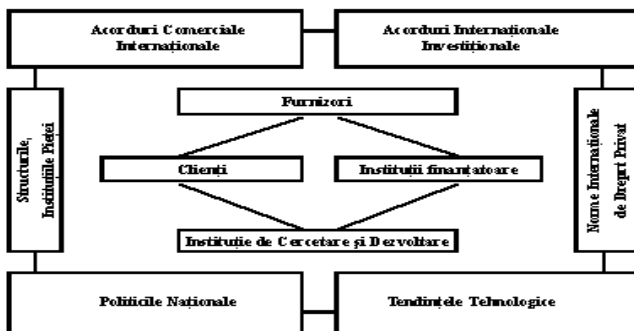 Acorduri Comerciale
Internaționale
Acorduri Internaționale
Investiționale
Structurile,
Instituțiile Pieței
Furnizori
Clienți
Instituții finanțatoare
Instituție de Cercetare și Dezvoltare
Norme Internaționale
de Drept Privat
Politicile Naționale
Tendințele Tehnologice